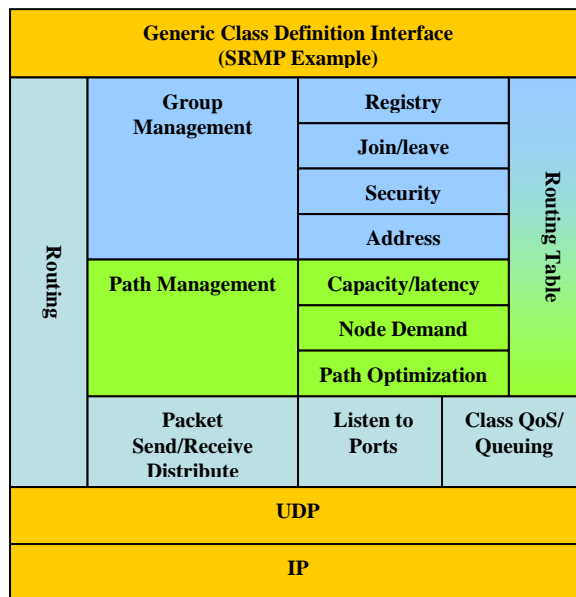 Generic Class Definition Interface
(SRMP Example)
Routing
Group
Management
Registry
Join/leave
Security
Address
Routing Table
Path Management
Capacity/latency
Node Demand
Path Optimization
Packet
Send/Receive
Distribute
Listen to
Ports
Class QoS/
Queuing
UDP
IP